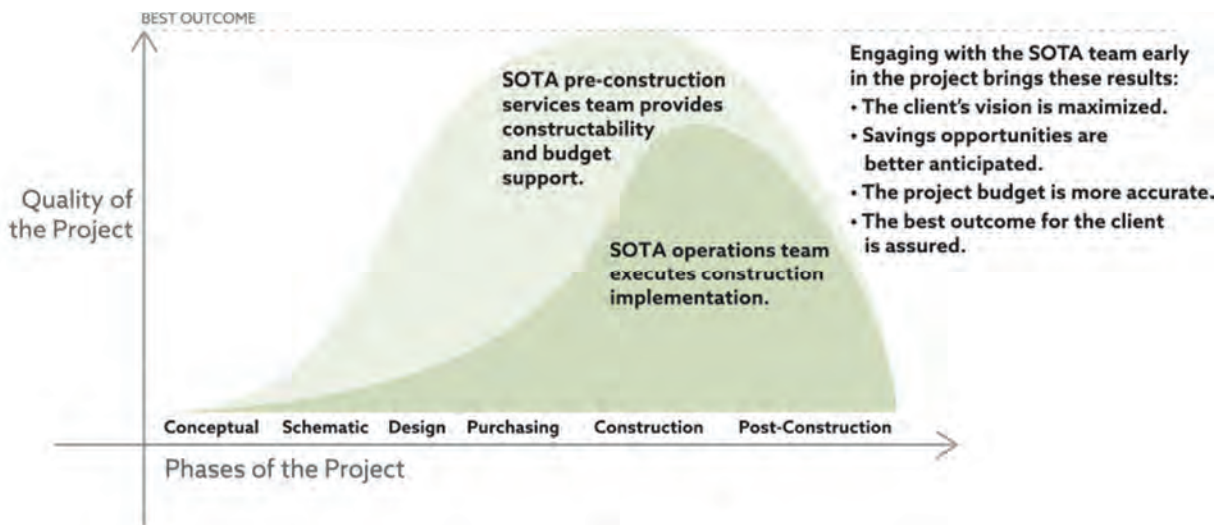 BEST OUTCOME
SOTA pre-construction
services team provides
constructability
and budget
support.
Engaging with the SOTA team early
in the project brings these results:
• The client's vision is maximized.
• Savings opportunities are
better anticipated.
• The project budget is more accurate.
• The best outcome for the client
is assured.
Quality of
the Project
SOTA operations team
executes construction
implementation.
Conceptual Schematic Design Purchasing Construction Post-Construction
Phases of the Project